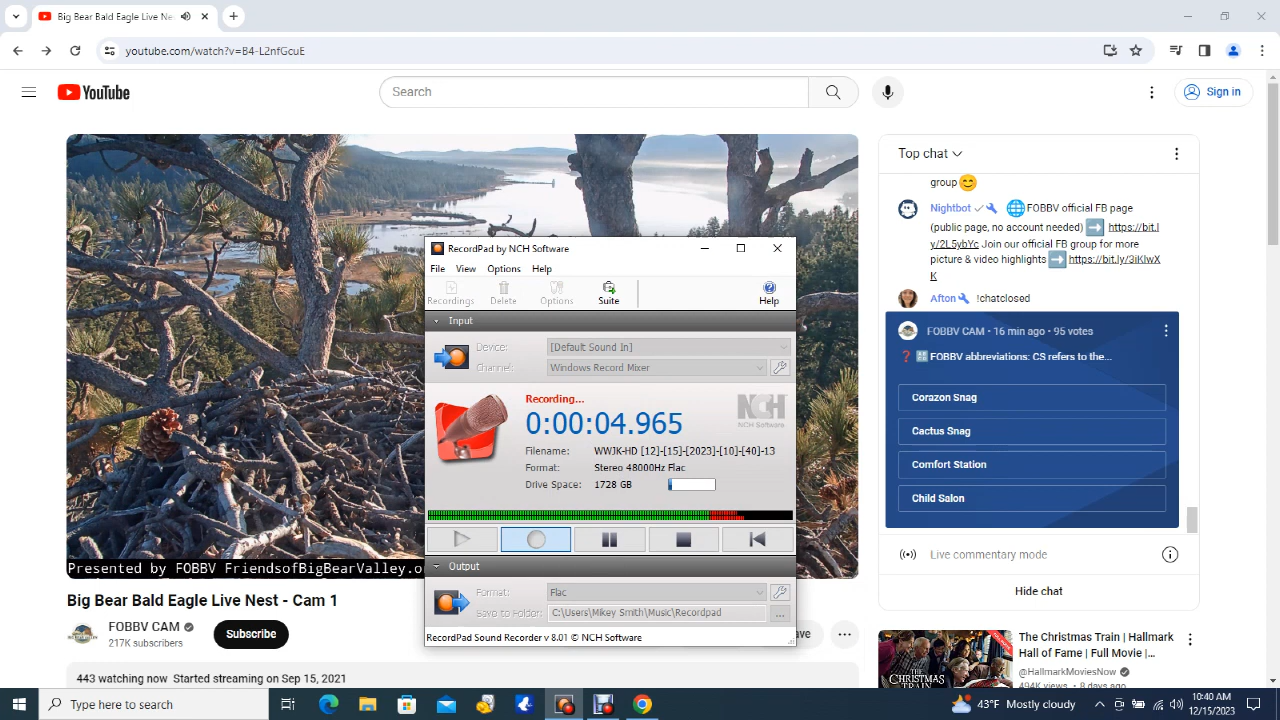 Big Bear Bald Eagle Live Ne
youtube.com/watch?v=B4-L2nfGcuE
YouTube
Search
Sign in
Top chat
group
Nightbot FOBBV official FB page
(public page, no account needed) https://bit.l
y/2L5ybYc Join our official FB group for more
picture & video highlights https://bit.ly/3iKIwX
K
Afton !chatclosed
FOBBV CAM • 16 min ago • 95 votes
FOBBV abbreviations: CS refers to the...
Corazon Snag
Cactus Snag
Comfort Station
Child Salon
Live commentary mode
Hide chat
RecordPad by NCH Software
File View Options Help
Recordings Delete Options Suite Help
Input
Device: [Default Sound In]
Channel: Windows Record Mixer
Recording...
0:00:04.965
NCH
NCH Software
Filename: WWJK-HD [12]-[15]-[2023]-[10]-[40]-13
Format: Stereo 48000Hz Flac
Drive Space: 1728 GB
Output
Format: Flac
Save to Folder: C:\Users\Mikey Smith\Music\Recordpad
...
RecordPad Sound Recorder v 8.01 © NCH Software
Presented by FOBBV FriendsofBigBearValley.o
Big Bear Bald Eagle Live Nest - Cam 1
FOBBV CAM
217K subscribers
Subscribe
ave
443 watching now Started streaming on Sep 15, 2021
The Christmas Train | Hallmark
Hall of Fame | Full Movie |...
@HallmarkMoviesNow
494K views • 8 days ago
CHRISTMAS TRAIN
Type here to search
43°F Mostly cloudy
10:40 AM
12/15/2023